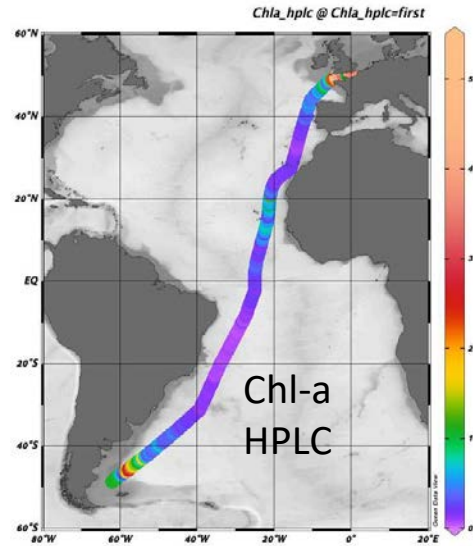 Chla_hplc @ Chla_hplc=first
60°N
40°N
20°N
EQ
20°S
40°S
60°S
80°W
60°W
40°W
20°W
0°
20°E
Chl-a
HPLC
Ocean Data View
5
4
3
2
1
0